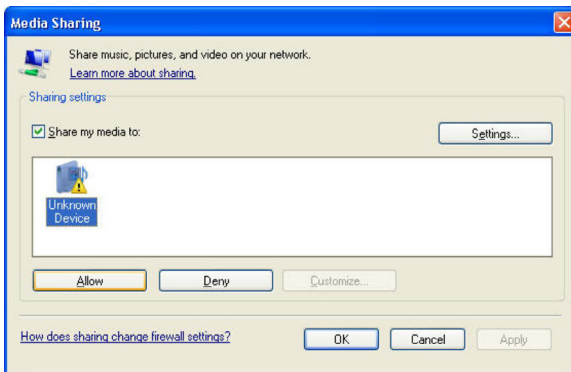 Media Sharing
Share music, pictures, and video on your network.
Learn more about sharing.
Sharing settings
Share my media to:
Settings...
Unknown
Device
Allow
Deny
Customize...
How does sharing change firewall settings?
OK
Cancel
Apply